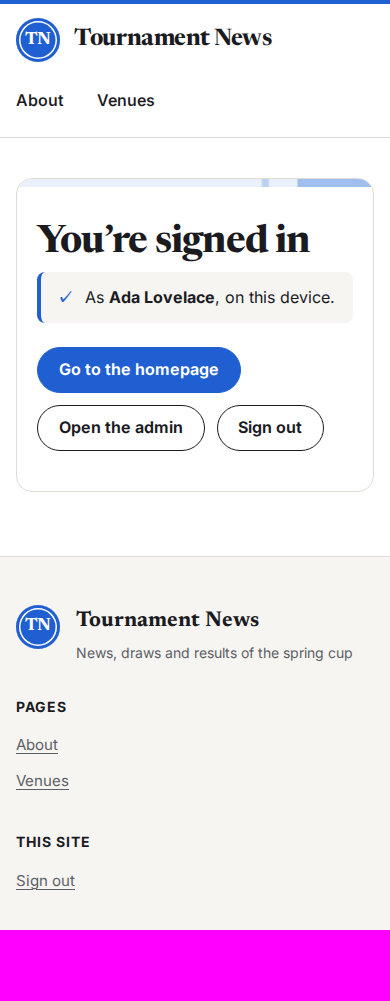 TN Tournament News
About Venues
You’re signed in
✓ As Ada Lovelace, on this device.
Go to the homepage
Open the admin Sign out
TN Tournament News
News, draws and results of the spring cup
PAGES
About
Venues
THIS SITE
Sign out